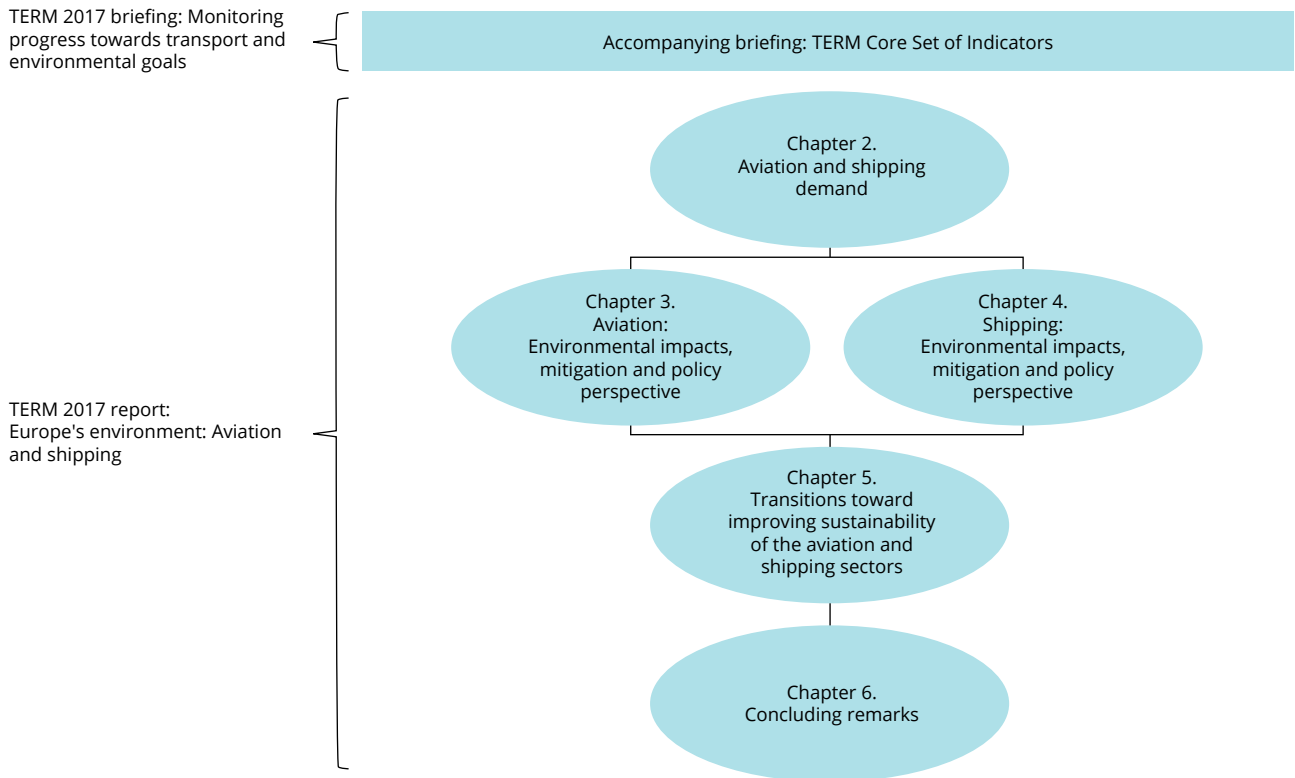 TERM 2017 briefing: Monitoring
progress towards transport and
environmental goals
Accompanying briefing: TERM Core Set of Indicators
Chapter 2.
Aviation and shipping
demand
Chapter 3.
Aviation:
Environmental impacts,
mitigation and policy
perspective
Chapter 4.
Shipping:
Environmental impacts,
mitigation and policy
perspective
TERM 2017 report:
Europe's environment: Aviation
and shipping
Chapter 5.
Transitions toward
improving sustainability
of the aviation and
shipping sectors
Chapter 6.
Concluding remarks